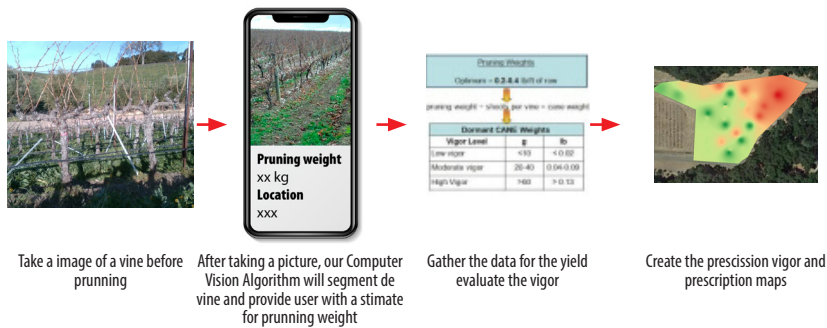 Pruning weight
xx kg
Location
xxx
Pruning Weights
Optimum = 0.2-0.4 lb/ft of row
pruning weight ÷ shoots per vine = cane weight
Dormant CANE Weights
Vigor Level g lb
Low vigor <10 < 0.02
Moderate vigor 20-40 0.04-0.09
High Vigor >60 > 0.13
Take a image of a vine before
prunning
After taking a picture, our Computer
Vision Algorithm will segment de
vine and provide user with a stimate
for prunning weight
Gather the data for the yield
evaluate the vigor
Create the prescission vigor and
prescription maps